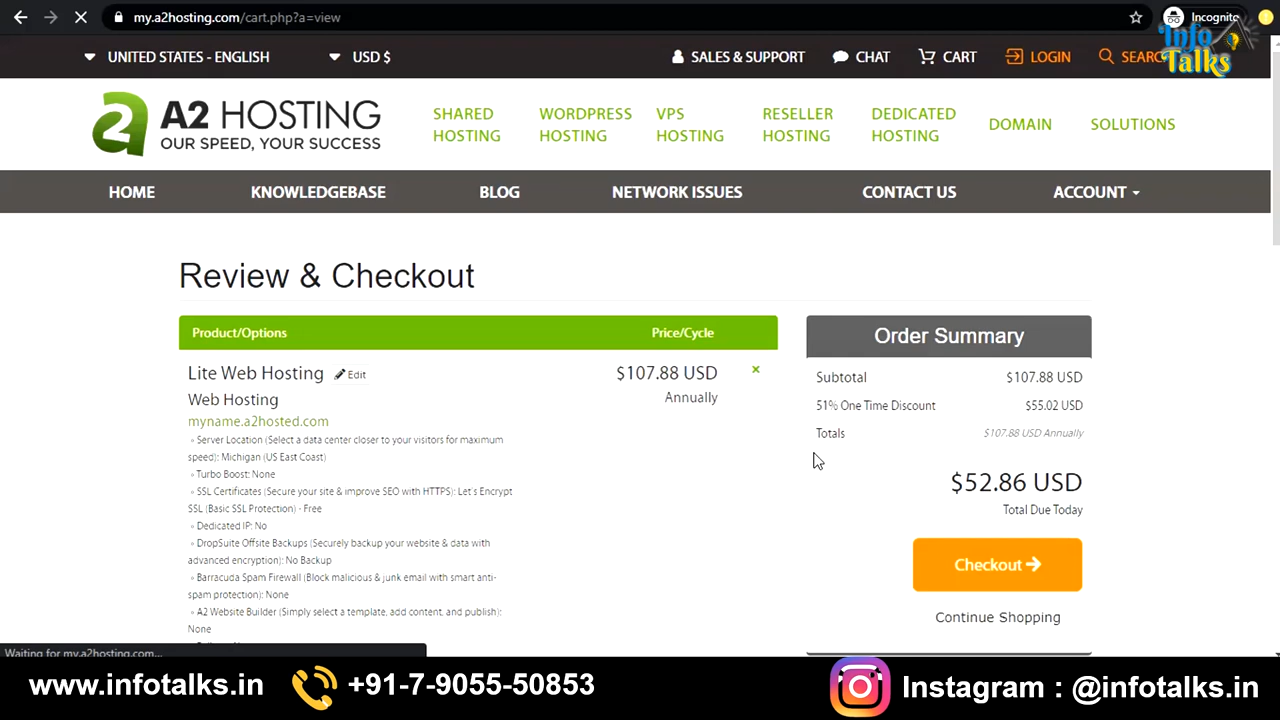 my.a2hosting.com/cart.php?a=view
Incognito
Info Talks
UNITED STATES - ENGLISH
USD $
SALES & SUPPORT
CHAT
CART
LOGIN
A2 HOSTING
OUR SPEED, YOUR SUCCESS
SHARED HOSTING
WORDPRESS HOSTING
VPS HOSTING
RESELLER HOSTING
DEDICATED HOSTING
DOMAIN
SOLUTIONS
HOME
KNOWLEDGEBASE
BLOG
NETWORK ISSUES
CONTACT US
ACCOUNT
Review & Checkout
Product/Options
Price/Cycle
Lite Web Hosting
Edit
$107.88 USD
Web Hosting
Annually
myname.a2hosted.com
Server Location (Select a data center closer to your visitors for maximum
speed): Michigan (US East Coast)
Turbo Boost: None
SSL Certificates (Secure your site & improve SEO with HTTPS): Let's Encrypt
SSL (Basic SSL Protection) - Free
Dedicated IP: No
DropSuite Offsite Backups (Securely backup your website & data with
advanced encryption): No Backup
Barracuda Spam Firewall (Block malicious & junk email with smart anti-
spam protection): None
A2 Website Builder (Simply select a template, add content, and publish):
None
Order Summary
Subtotal $107.88 USD
51% One Time Discount $55.02 USD
Totals $107.88 USD Annually
$52.86 USD
Total Due Today
Checkout
Continue Shopping
Waiting for my.a2hosting.com...
www.infotalks.in
+91-7-9055-50853
Instagram : @infotalks.in